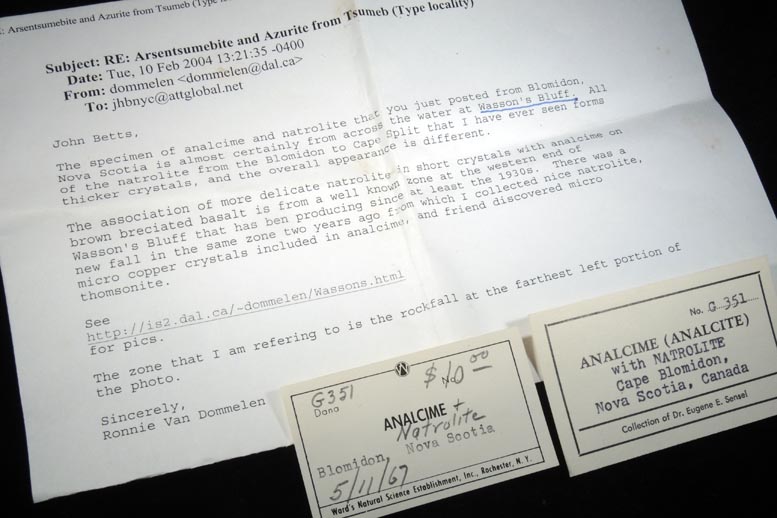 RE: Arsentsumebite and Azurite from Tsumeb (Type locality)
Subject: RE: Arsentsumebite and Azurite from Tsumeb (Type locality)
Date: Tue, 10 Feb 2004 13:21:35 -0400
From: dommelen <dommelen@dal.ca>
To: jhbnyc@attglobal.net
John Betts,
The specimen of analcime and natrolite that you just posted from Blomidon,
Nova Scotia is almost certainly from across the water at Wasson's Bluff. All
of the natrolite from the Blomidon to Cape Split that I have ever seen forms
thicker crystals, and the overall appearance is different.
The association of more delicate natrolite in short crystals with analcime on
brown breciated basalt is from a well known zone at the western end of
Wasson's Bluff that has ben producing since at least the 1930s. There was a
new fall in the same zone two years ago from which I collected nice natrolite,
micro copper crystals included in analcime, and friend discovered micro
thomsonite.
See
http://is2.dal.ca/~dommelen/Wassons.html
for pics.
The zone that I am refering to is the rockfall at the farthest left portion of
the photo.
Sincerely,
Ronnie Van Dommelen
W
G351
$10.00
Dana
No.
ANALCIME +
Natrolite
Blomidon, Nova Scotia
5/11/67
Ward's Natural Science Establishment, Inc., Rochester, N. Y.
No. G 351
ANALCIME (ANALCITE)
with NATROLITE
Cape Blomidon,
Nova Scotia, Canada
Collection of Dr. Eugene E. Sensel